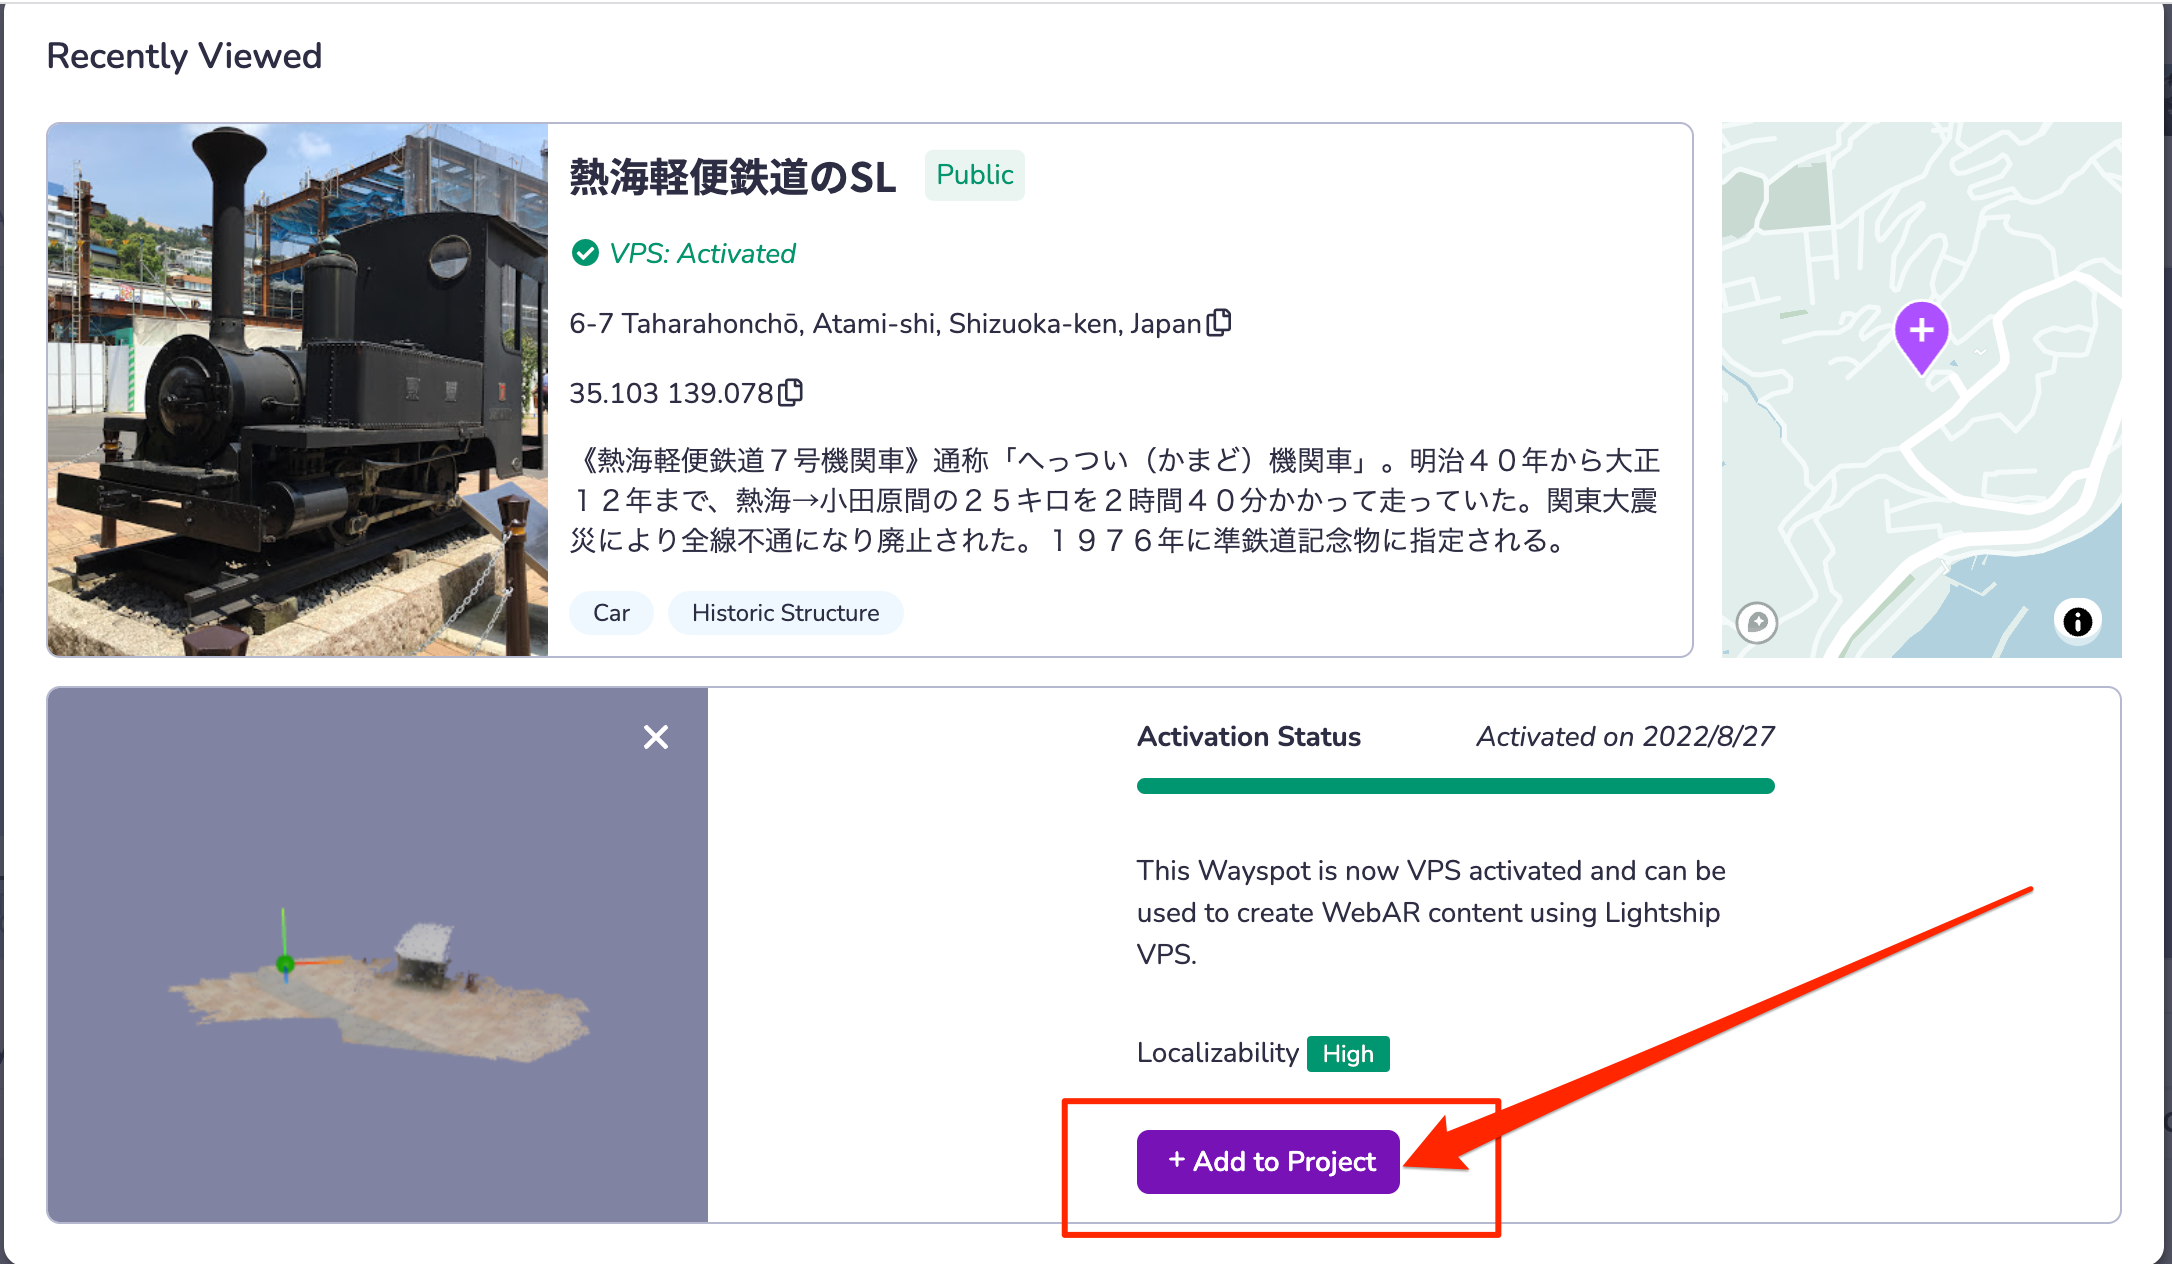 Recently Viewed
熱海軽便鉄道のSL
Public
VPS: Activated
6-7 Taharahonchō, Atami-shi, Shizuoka-ken, Japan
35.103 139.078
《熱海軽便鉄道７号機関車》通称「へっつい（かまど）機関車」。明治４０年から大正
１２年まで、熱海→小田原間の２５キロを２時間４０分かかって走っていた。関東大震
災により全線不通になり廃止された。１９７６年に準鉄道記念物に指定される。
Car
Historic Structure
Activation Status
Activated on 2022/8/27
This Wayspot is now VPS activated and can be
used to create WebAR content using Lightship
VPS.
Localizability High
+ Add to Project